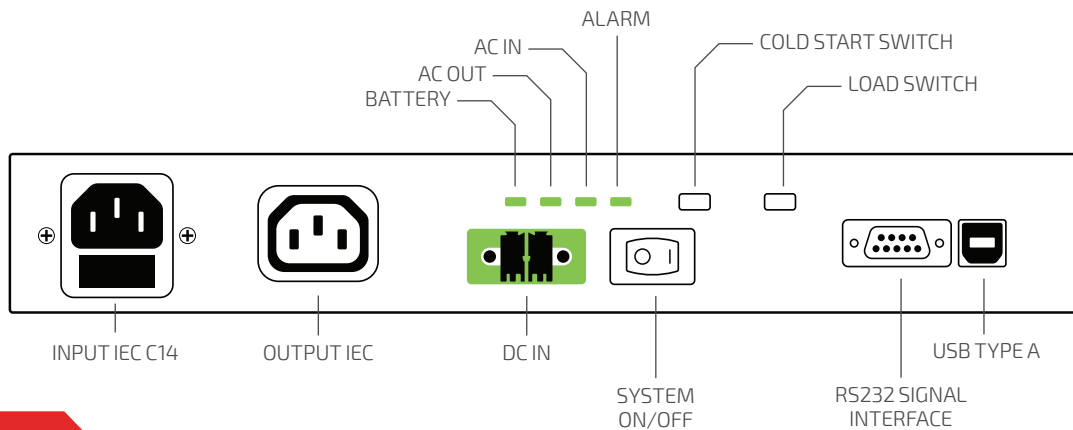 ALARM
AC IN
AC OUT
BATTERY
COLD START SWITCH
LOAD SWITCH
INPUT IEC C14
OUTPUT IEC
DC IN
SYSTEM
ON/OFF
RS232 SIGNAL
INTERFACE
USB TYPE A